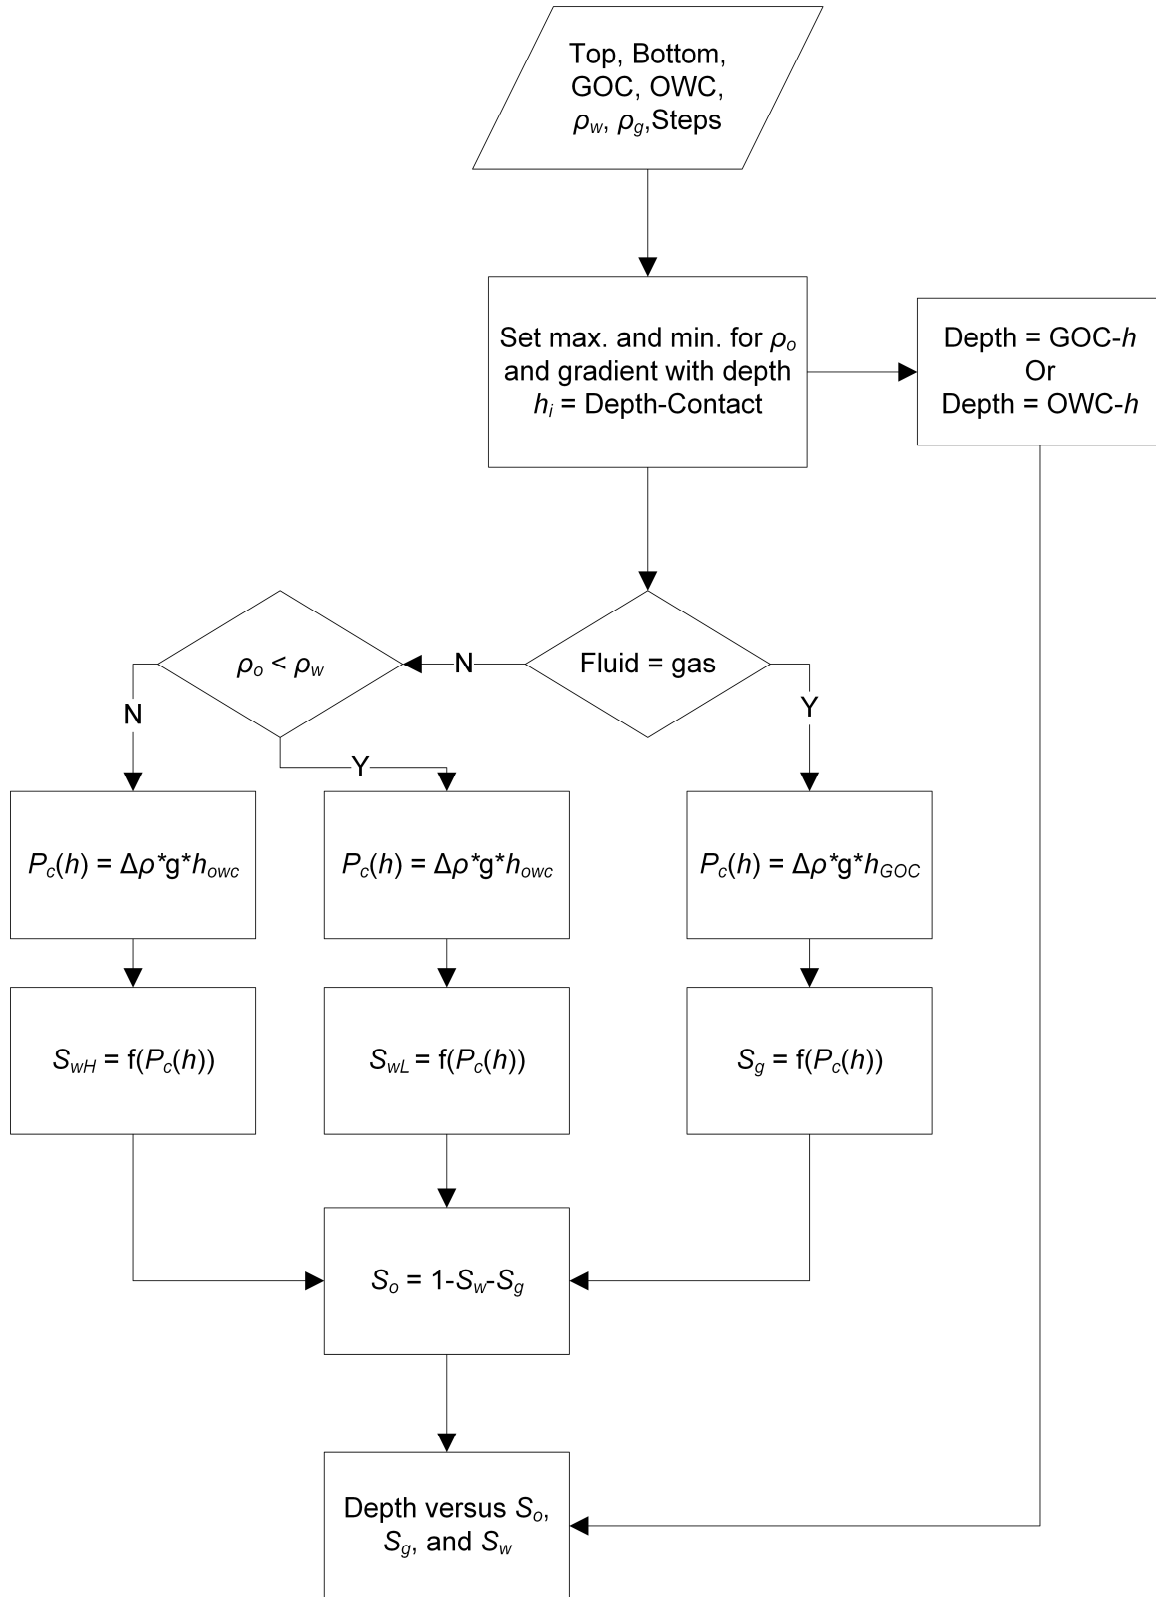 Top, Bottom,
GOC, OWC,
ρw, ρg,Steps
Set max. and min. for ρo
and gradient with depth
hi = Depth-Contact
Depth = GOC-h
Or
Depth = OWC-h
ρo < ρw
N
Fluid = gas
N
Y
Y
Pc(h) = Δρ*g*howc
Pc(h) = Δρ*g*howc
Pc(h) = Δρ*g*hGOC
SwH = f(Pc(h))
SwL = f(Pc(h))
Sg = f(Pc(h))
So = 1-Sw-Sg
Depth versus So,
Sg, and Sw